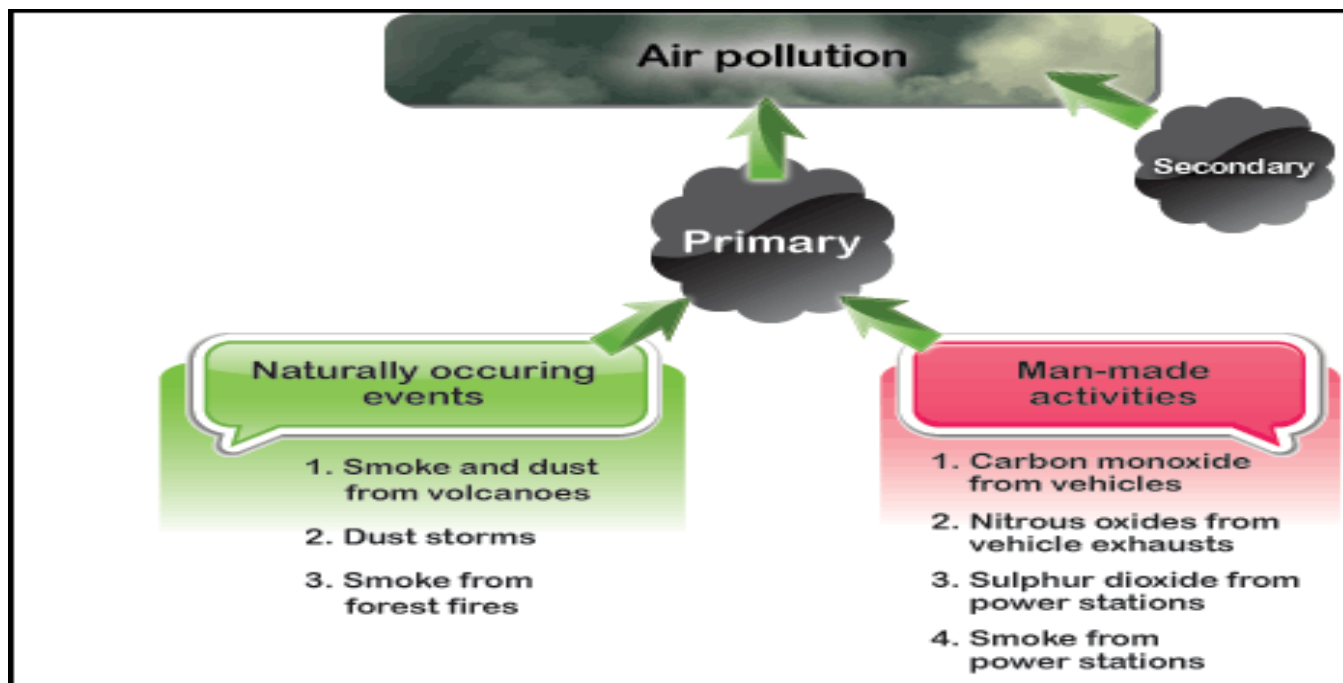 Air pollution
Secondary
Primary
Naturally occuring
events
1. Smoke and dust
from volcanoes
2. Dust storms
3. Smoke from
forest fires
Man-made
activities
1. Carbon monoxide
from vehicles
2. Nitrous oxides from
vehicle exhausts
3. Sulphur dioxide from
power stations
4. Smoke from
power stations